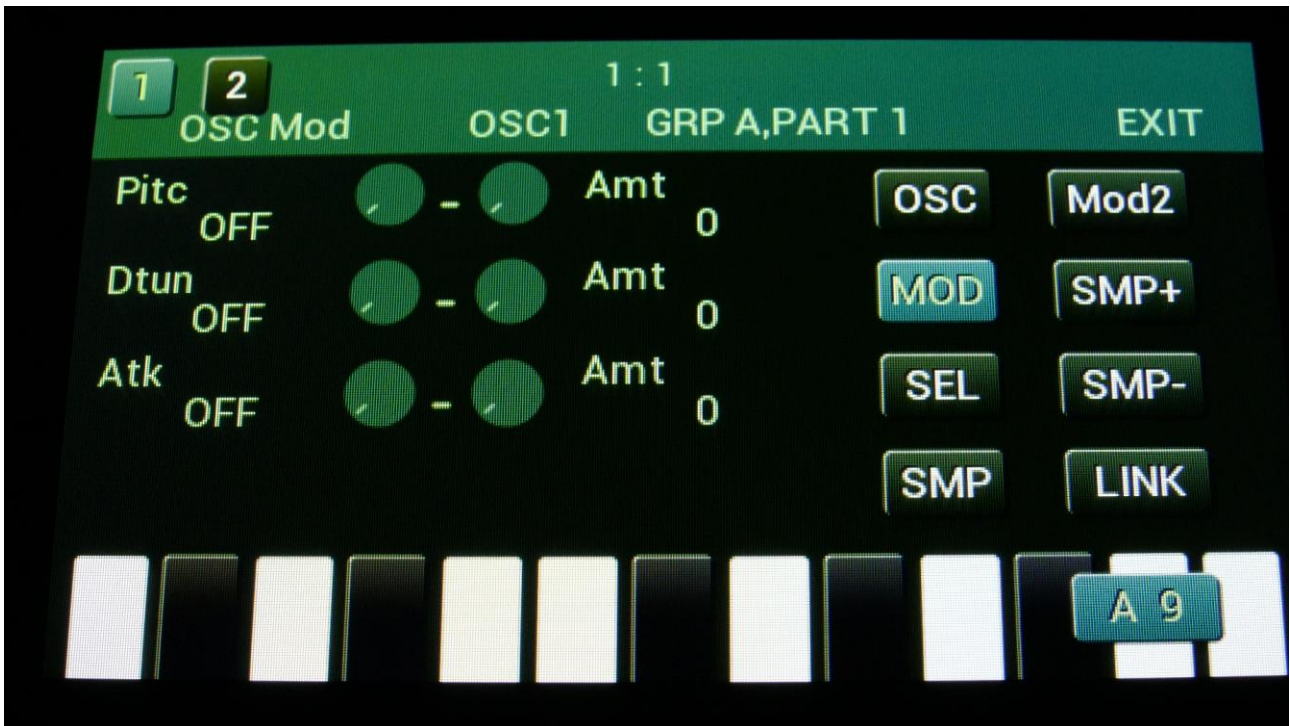 1 2 1 : 1
OSC Mod OSC1 GRP A,PART 1 EXIT
Pitc Amt OSC Mod2
OFF - 0
Dtun Amt MOD SMP+
OFF - 0
Atk Amt SEL SMP-
OFF - 0
SMP LINK
A 9